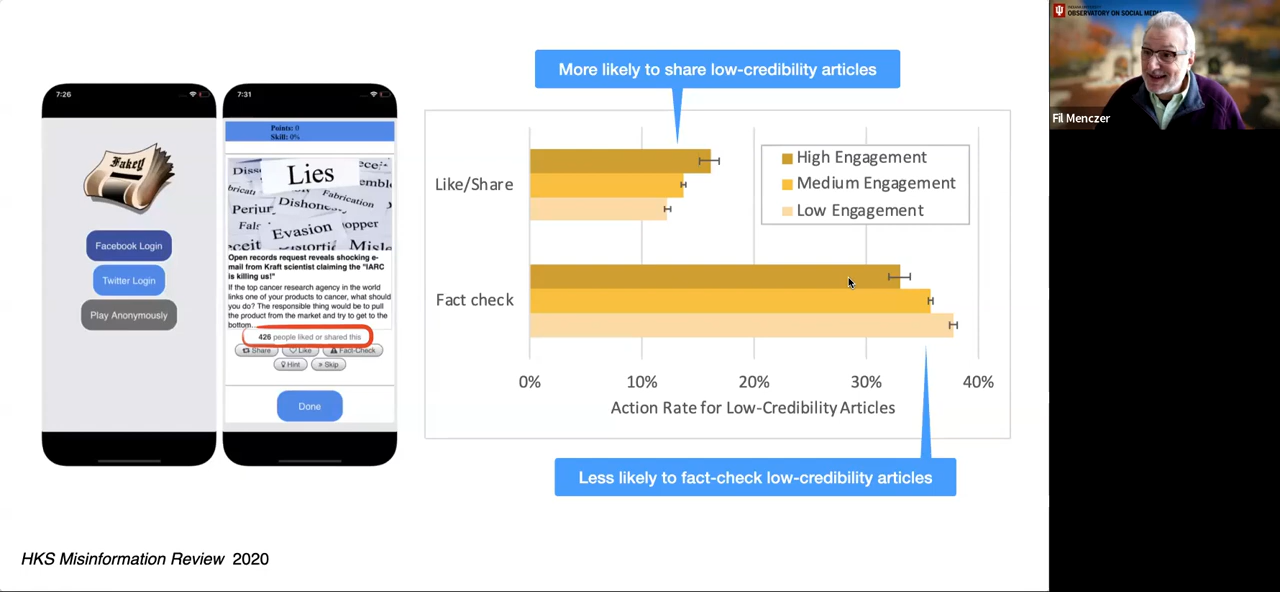 More likely to share low-credibility articles
7:26
Fakey
Facebook Login
Twitter Login
Play Anonymously
7:31
Points: 0
Skill: 0%
Lies
Dishonesty
Fabrication
Evasion
Open records request reveals shocking e-
mail from Kraft scientist claiming the "IARC
is killing us!"
If the top cancer research agency in the world
links one of your products to cancer, what should
you do? The responsible thing would be to pull
the product from the market and try to get to the
bottom...
426 people liked or shared this
Share
Like
Fact-Check
Hint
Skip
Done
Like/Share
Fact check
High Engagement
Medium Engagement
Low Engagement
0%
10%
20%
30%
40%
Action Rate for Low-Credibility Articles
Less likely to fact-check low-credibility articles
HKS Misinformation Review 2020
OBSERVATORY ON SOCIAL MEDIA
Fil Menczer